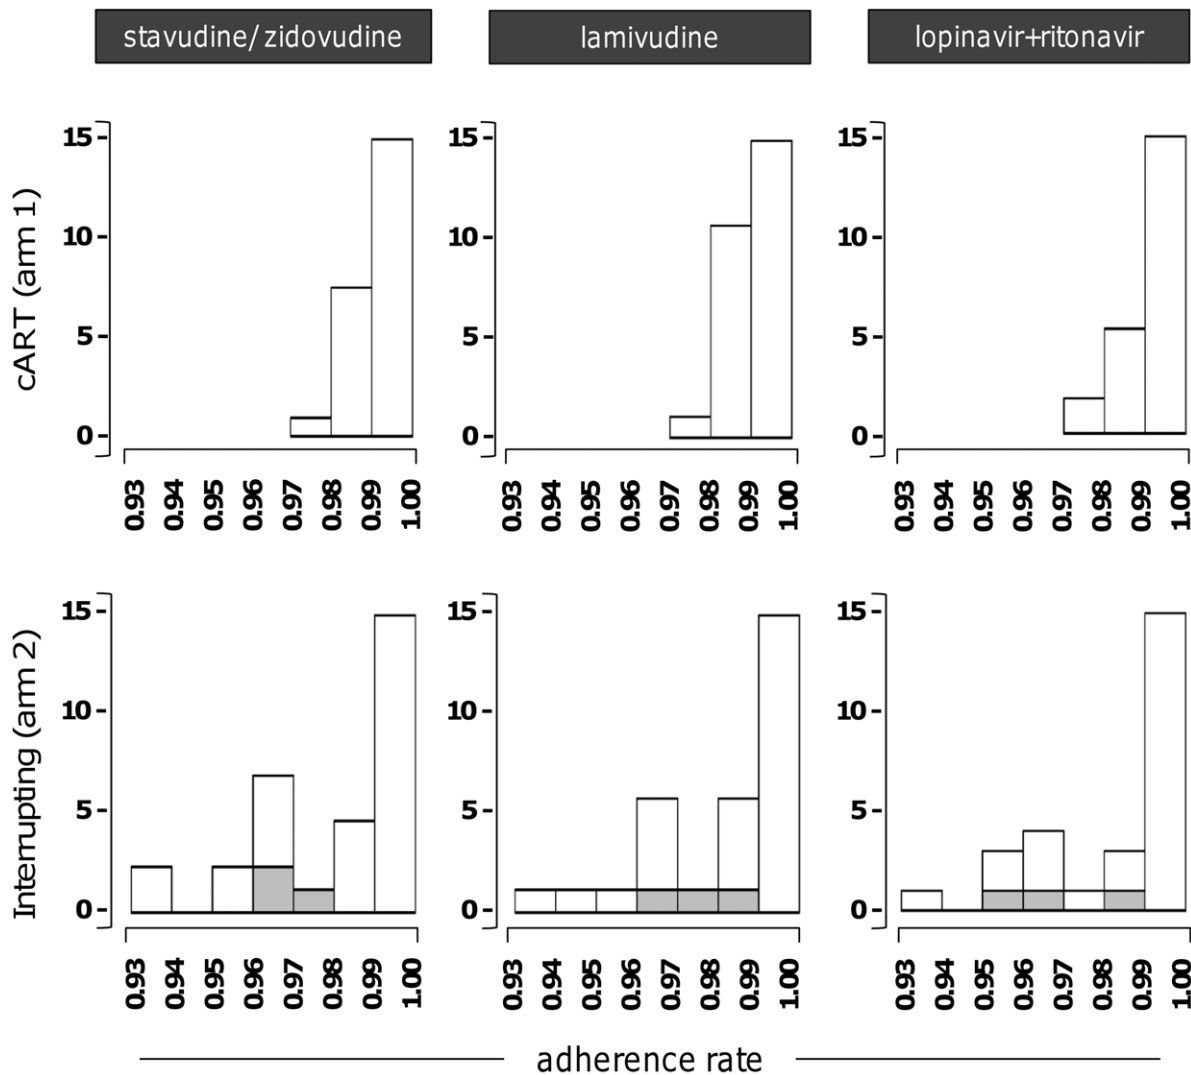 stavudine/ zidovudine lamivudine lopinavir+ritonavir
cART (arm 1)
15 15 15
10 10 10
5 5 5
0 0 0
0.93 0.94 0.95 0.96 0.97 0.98 0.99 1.00 0.93 0.94 0.95 0.96 0.97 0.98 0.99 1.00 0.93 0.94 0.95 0.96 0.97 0.98 0.99 1.00
Interrupting (arm 2)
15 15 15
10 10 10
5 5 5
0 0 0
0.93 0.94 0.95 0.96 0.97 0.98 0.99 1.00 0.93 0.94 0.95 0.96 0.97 0.98 0.99 1.00 0.93 0.94 0.95 0.96 0.97 0.98 0.99 1.00
adherence rate